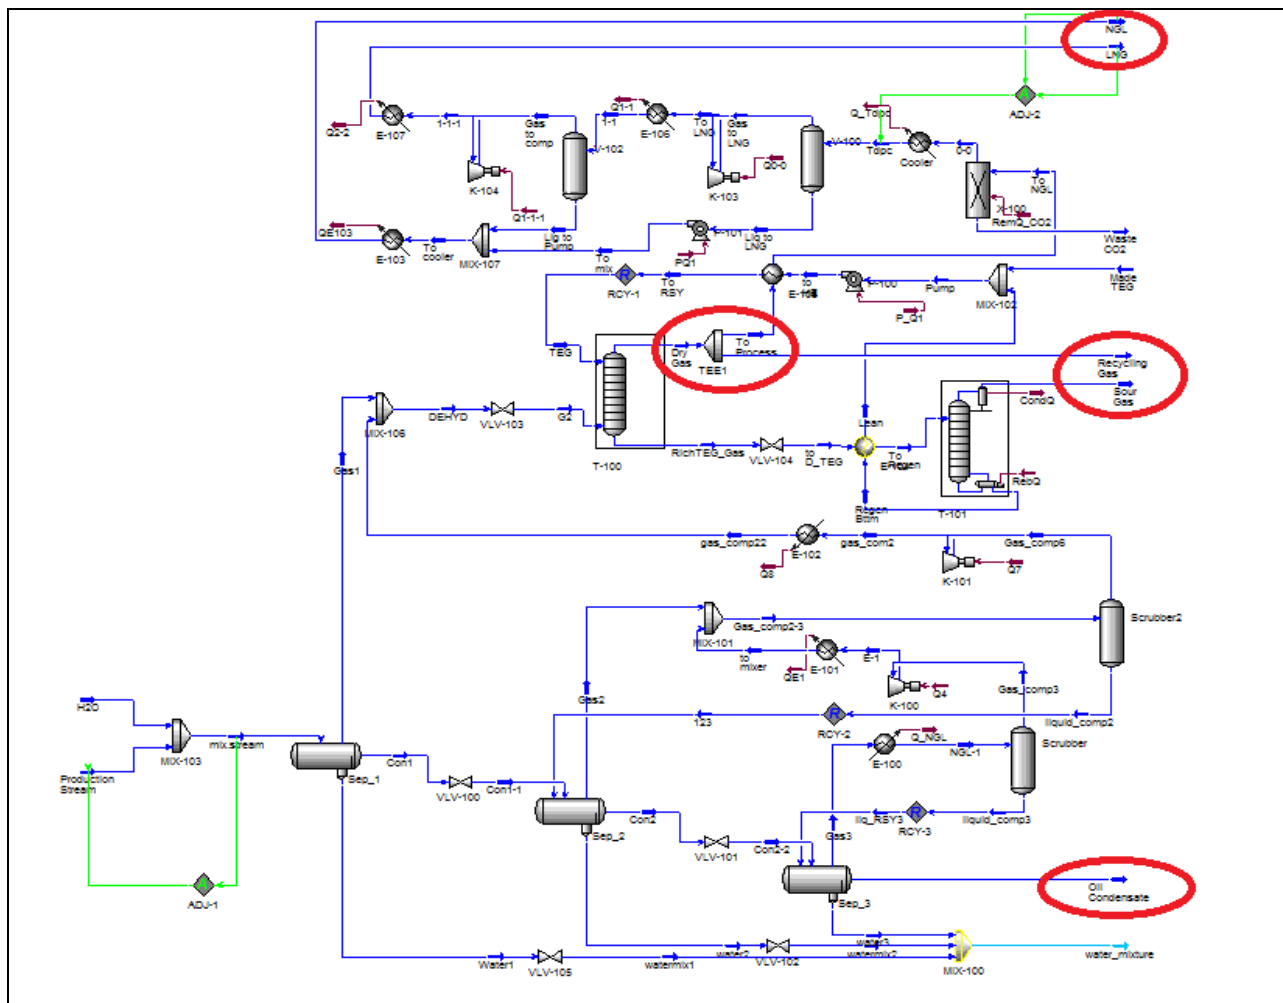 NGL
LNG
ADJ-2
Q_Tdpc
Q1-1
Gas
to
comp
1-1-1
E-107
Q2-2
V-102
1-1
E-106
To
LNG
Gas
to
LNG
V-100
Tdpc
Cooler
0-0
To
NGL
K-104
Q1-1-1
K-103
Q0-0
X-100
RemQ_CO2
Waste
CO2
QE103
E-103
To
cooler
MIX-107
Liq to
Pump
To
mix
P-101
PQ1
Liq to
LNG
RCY-1
To
RSY
to
P-100
P_Q1
Pump
MIX-102
Made
TEG
TEG
Dry
Gas
TEE1
To
Process
Recycling
Gas
Sour
Gas
CondQ
MIX-106
DEHYD
VLV-103
G2
T-100
RichTEG_Gas
VLV-104
to
D_TEG
Lean
To
Regen
RebQ
T-101
Regen
Bttm
Gas1
gas_comp22
E-102
Q8
gas_com2
K-101
Q7
Gas_comp6
Scrubber2
MIX-101
Gas_comp2-3
to
mixer
QE1
E-101
E-1
K-100
Q4
Gas_comp3
Gas2
123
RCY-2
liquid_comp2
H2O
MIX-103
mix.stream
Production
Stream
ADJ-1
Sep_1
Con1
VLV-100
Con1-1
Sep_2
Con2
VLV-101
Con2-2
E-100
Q_NGL
NGL-1
Scrubber
Gas3
liq_RSY3
RCY-3
liquid_comp3
Sep_3
Oil
Condensate
Water1
VLV-105
watermix1
water2
VLV-102
watermix2
water3
MIX-100
water_mixture